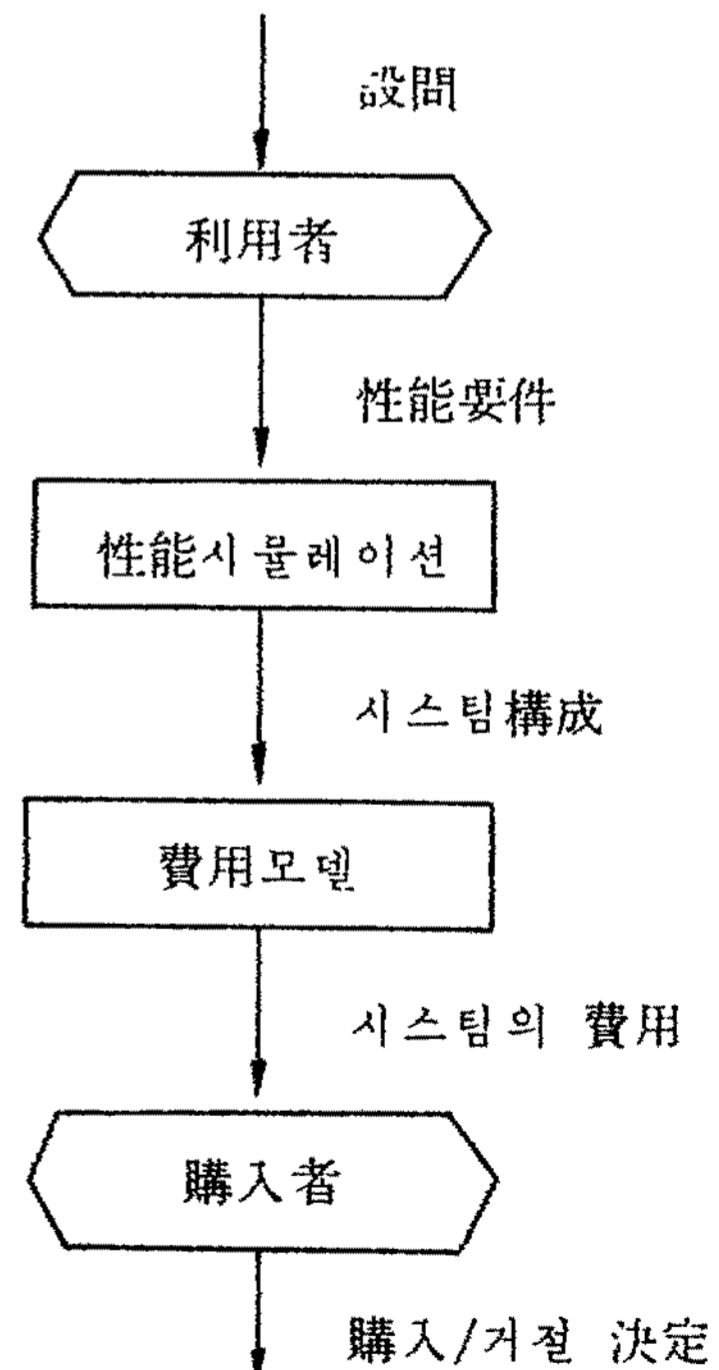 設問
利用者
性能要件
性能시뮬레이션
시스팀構成
費用모델
시스팀의 費用
購入者
購入/거절 決定